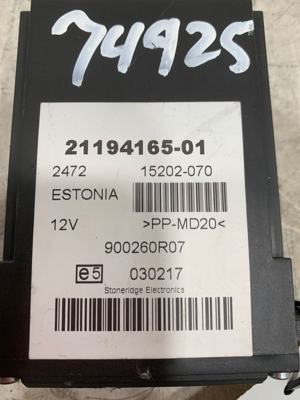 74925
21194165-01
2472 15202-070
ESTONIA
12V >PP-MD20<
900260R07
e5 030217
Stoneridge Electronics